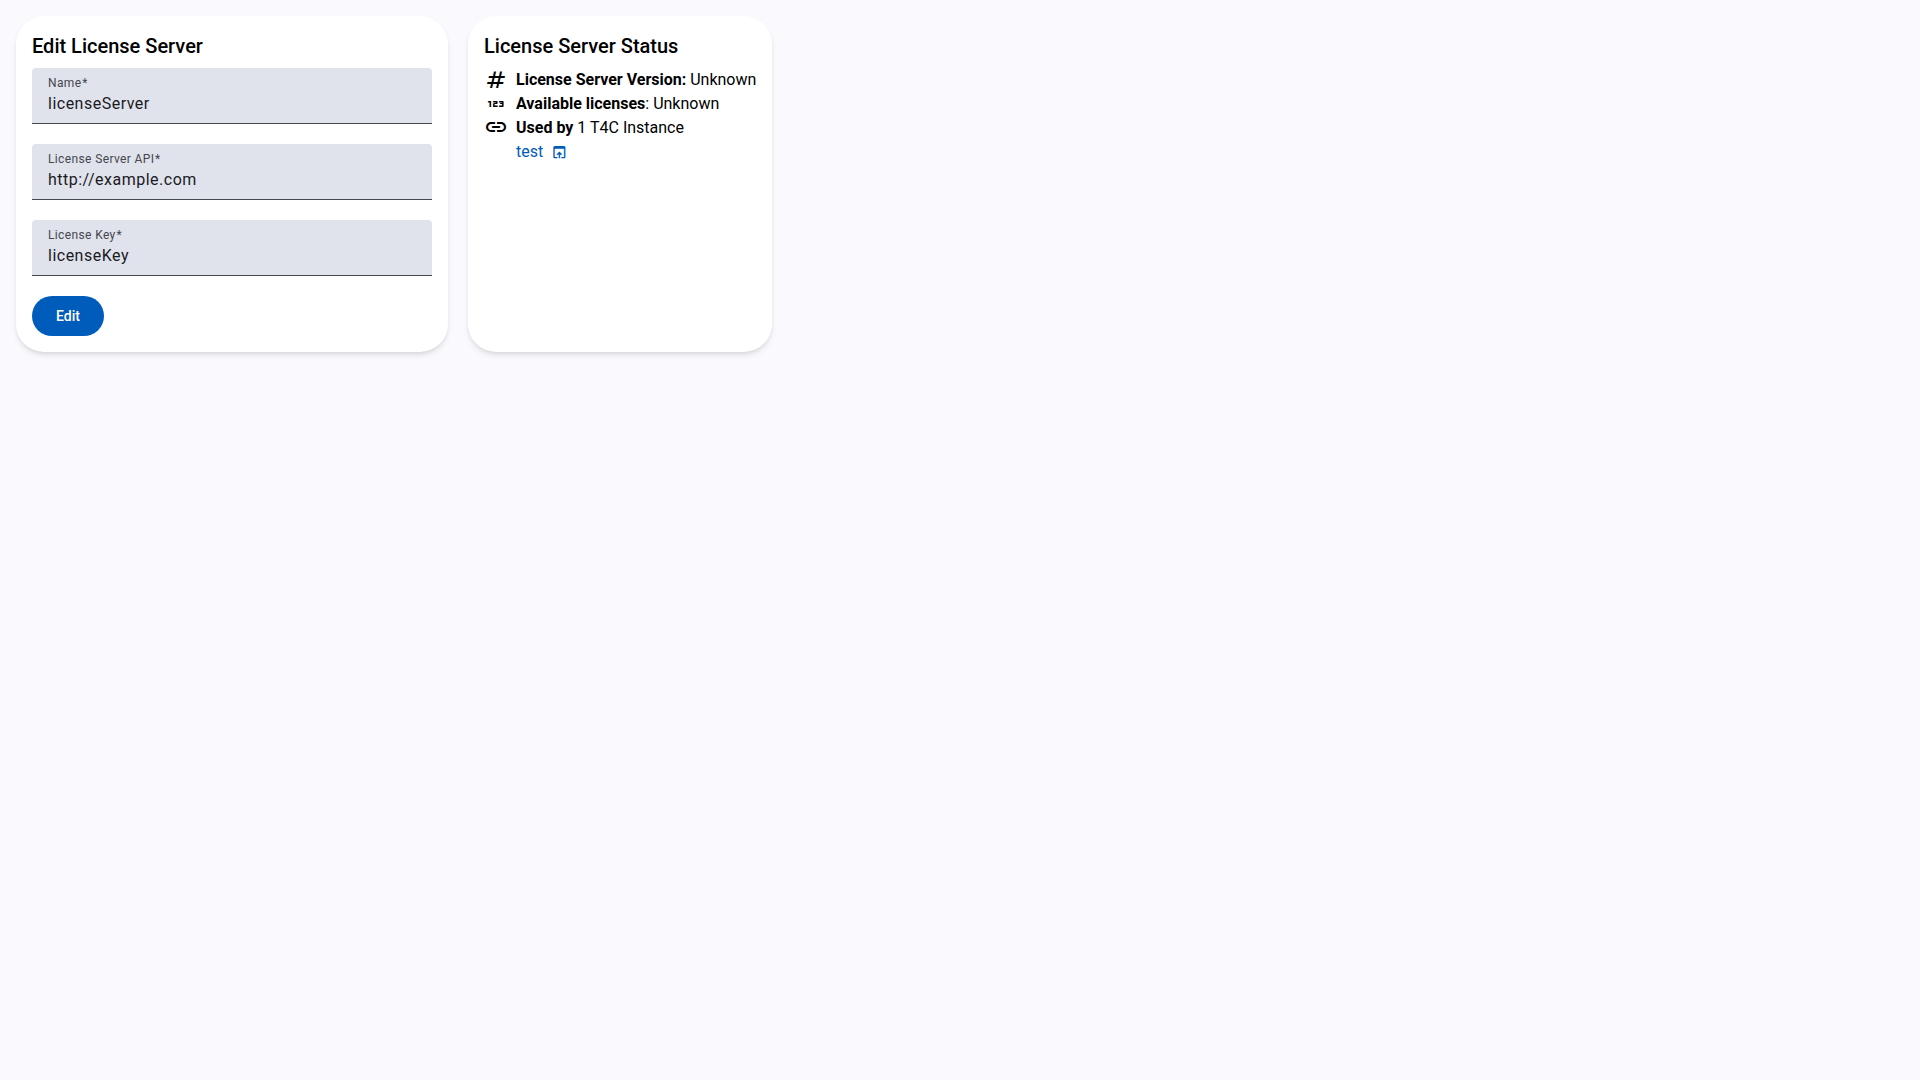 Edit License Server
Name*
licenseServer
License Server API*
http://example.com
License Key*
licenseKey
Edit
License Server Status
License Server Version: Unknown
123 Available licenses: Unknown
Used by 1 T4C Instance
test